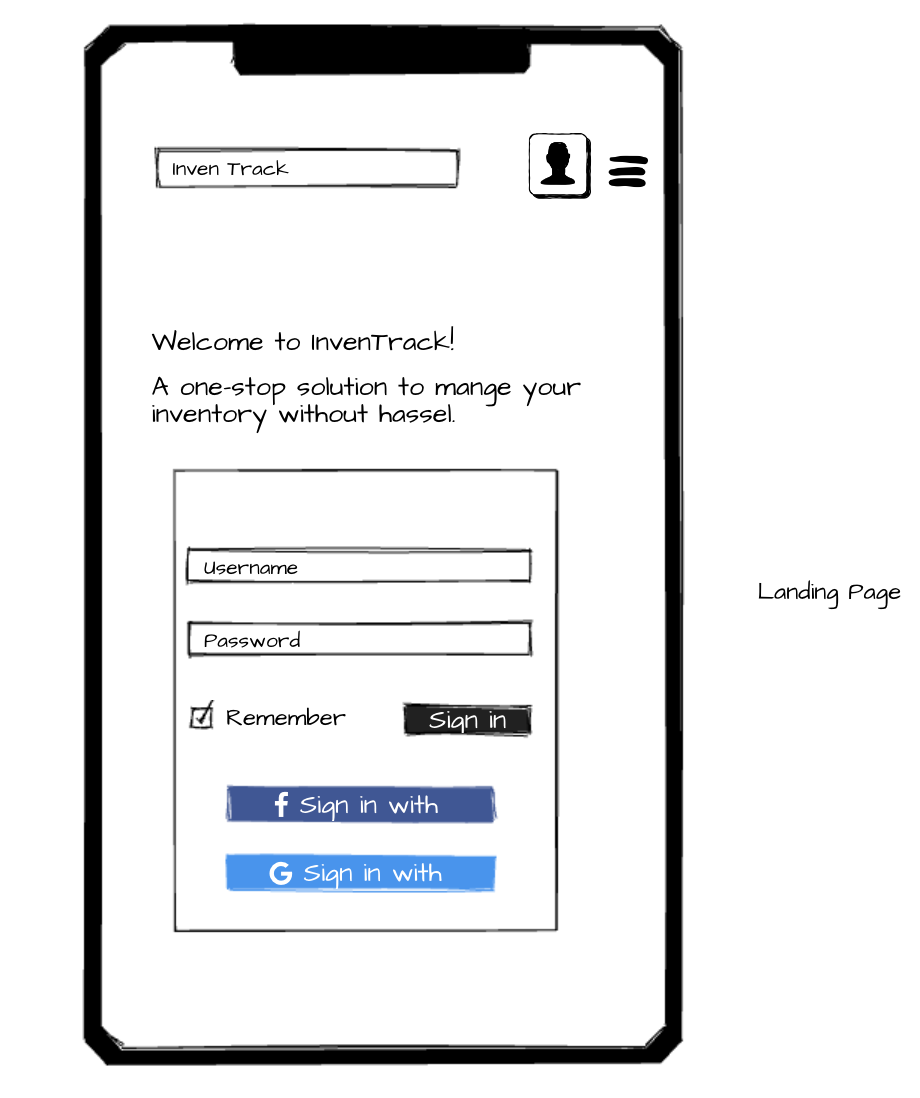 Inven Track
Welcome to InvenTrack!
A one-stop solution to mange your
inventory without hassel.
Username
Landing Page
Password
Remember
Sign in
f Sign in with
G Sign in with